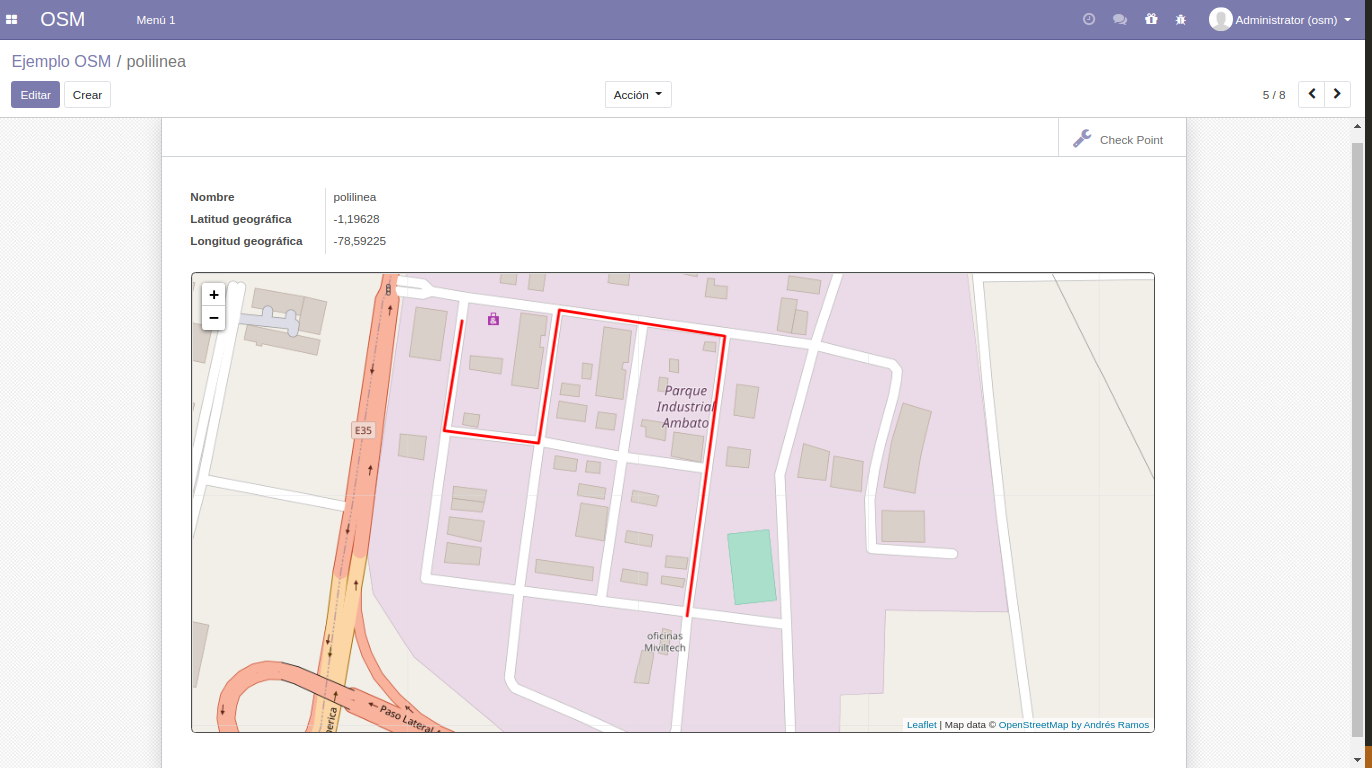 OSM
Menú 1
Administrator (osm)
Ejemplo OSM / polilinea
Editar
Crear
Acción
5 / 8
Check Point
Nombre
polilinea
Latitud geográfica
-1,19628
Longitud geográfica
-78,59225
+
−
Parque
Industrial
Ambato
E35
oficinas
Miviltech
Paso Lateral
Leaflet | Map data © OpenStreetMap by Andrés Ramos